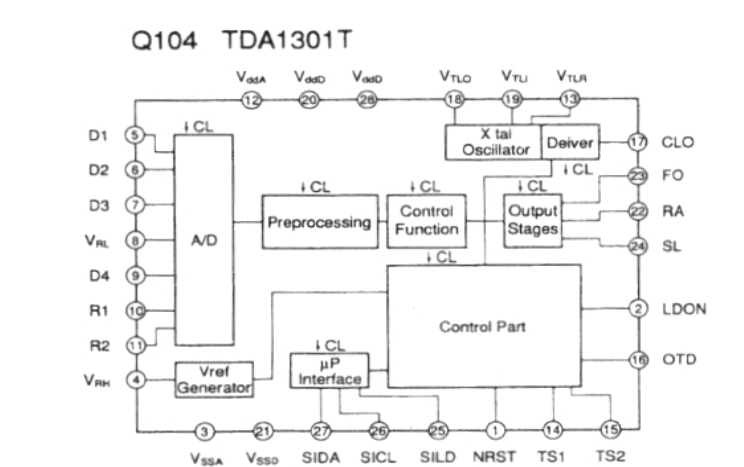 Q104 TDA1301T
VddA VddD VddD VTLO VTLI VTLR
12 20 28 18 19 13
D1 5
D2 6
D3 7
VRL 8
D4 9
R1 10
R2 11
VRH 4
↓CL
A/D
↓CL
Preprocessing
↓CL
Control
Function
X tal
Oscillator
Deiver
↓CL
↓CL
Output
Stages
17 CLO
23 FO
22 RA
24 SL
2 LDON
16 OTD
↓CL
Control Part
Vref
Generator
↓CL
µP
Interface
3 21 27 26 25 1 14 15
VSSA VSSD SIDA SICL SILD NRST TS1 TS2